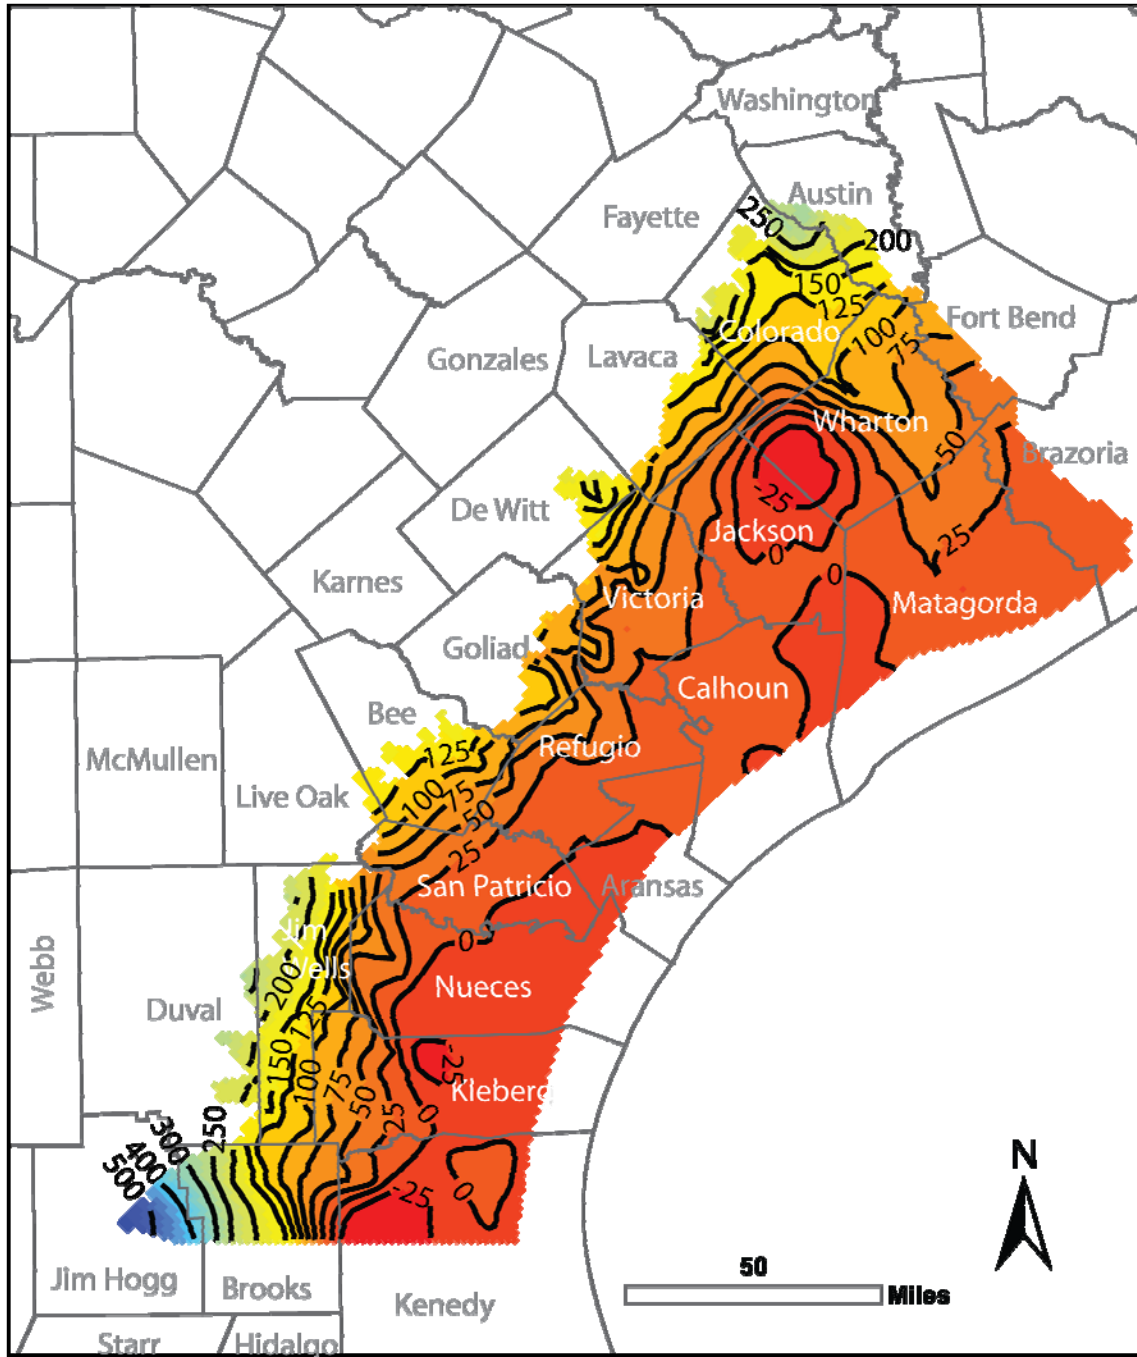 Washington
Austin
Fayette
250
200
150
125
Fort Bend
Colorado
100
Gonzales
Lavaca
75
Wharton
50
Brazoria
-25
De Witt
Jackson
25
0
Karnes
0
Victoria
Matagorda
Goliad
Calhoun
Bee
Refugio
125
McMullen
100
75
Live Oak
50
25
San Patricio
Aransas
Jim
Wells
0
Webb
200
Nueces
Duval
125
150
100
-25
75
Kleberg
50
25
0
250
300
400
500
-25
0
N
50
Miles
Jim Hogg
Brooks
Kenedy
Starr
Hidalgo